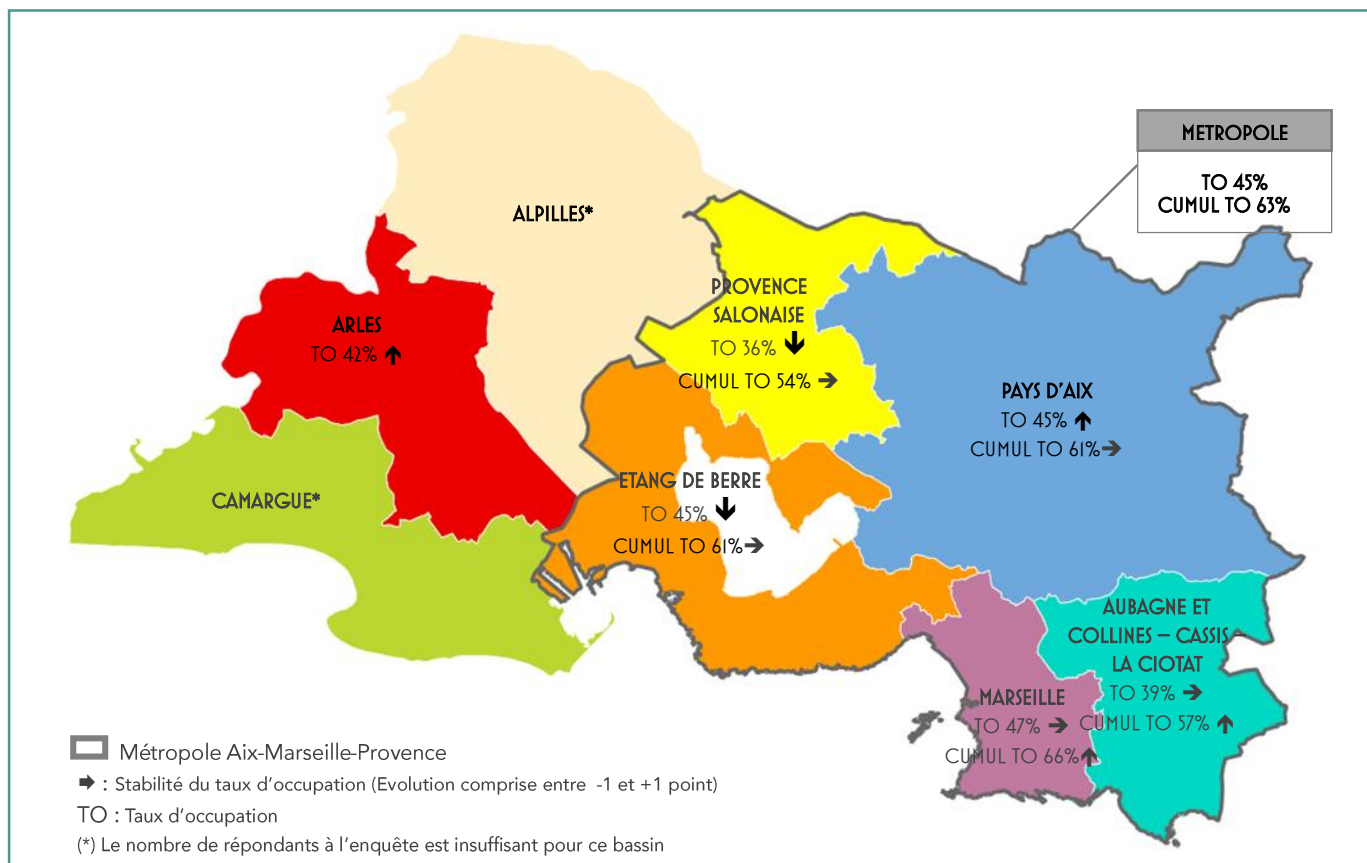 METROPOLE
TO 45%
CUMUL TO 63%
ALPILLES*
PROVENCE
SALONAISE
TO 36% 🡫
CUMUL TO 54% ➔
ARLES
TO 42% 🡩
PAYS D'AIX
TO 45% 🡩
CUMUL TO 61% ➔
CAMARGUE*
ETANG DE BERRE
TO 45% 🡫
CUMUL TO 61% ➔
AUBAGNE ET
COLLINES – CASSIS –
LA CIOTAT
TO 39% ➔
CUMUL TO 57% 🡩
MARSEILLE
TO 47% ➔
CUMUL TO 66% 🡩
Métropole Aix-Marseille-Provence
➔ : Stabilité du taux d'occupation (Evolution comprise entre -1 et +1 point)
TO : Taux d'occupation
(*) Le nombre de répondants à l'enquête est insuffisant pour ce bassin